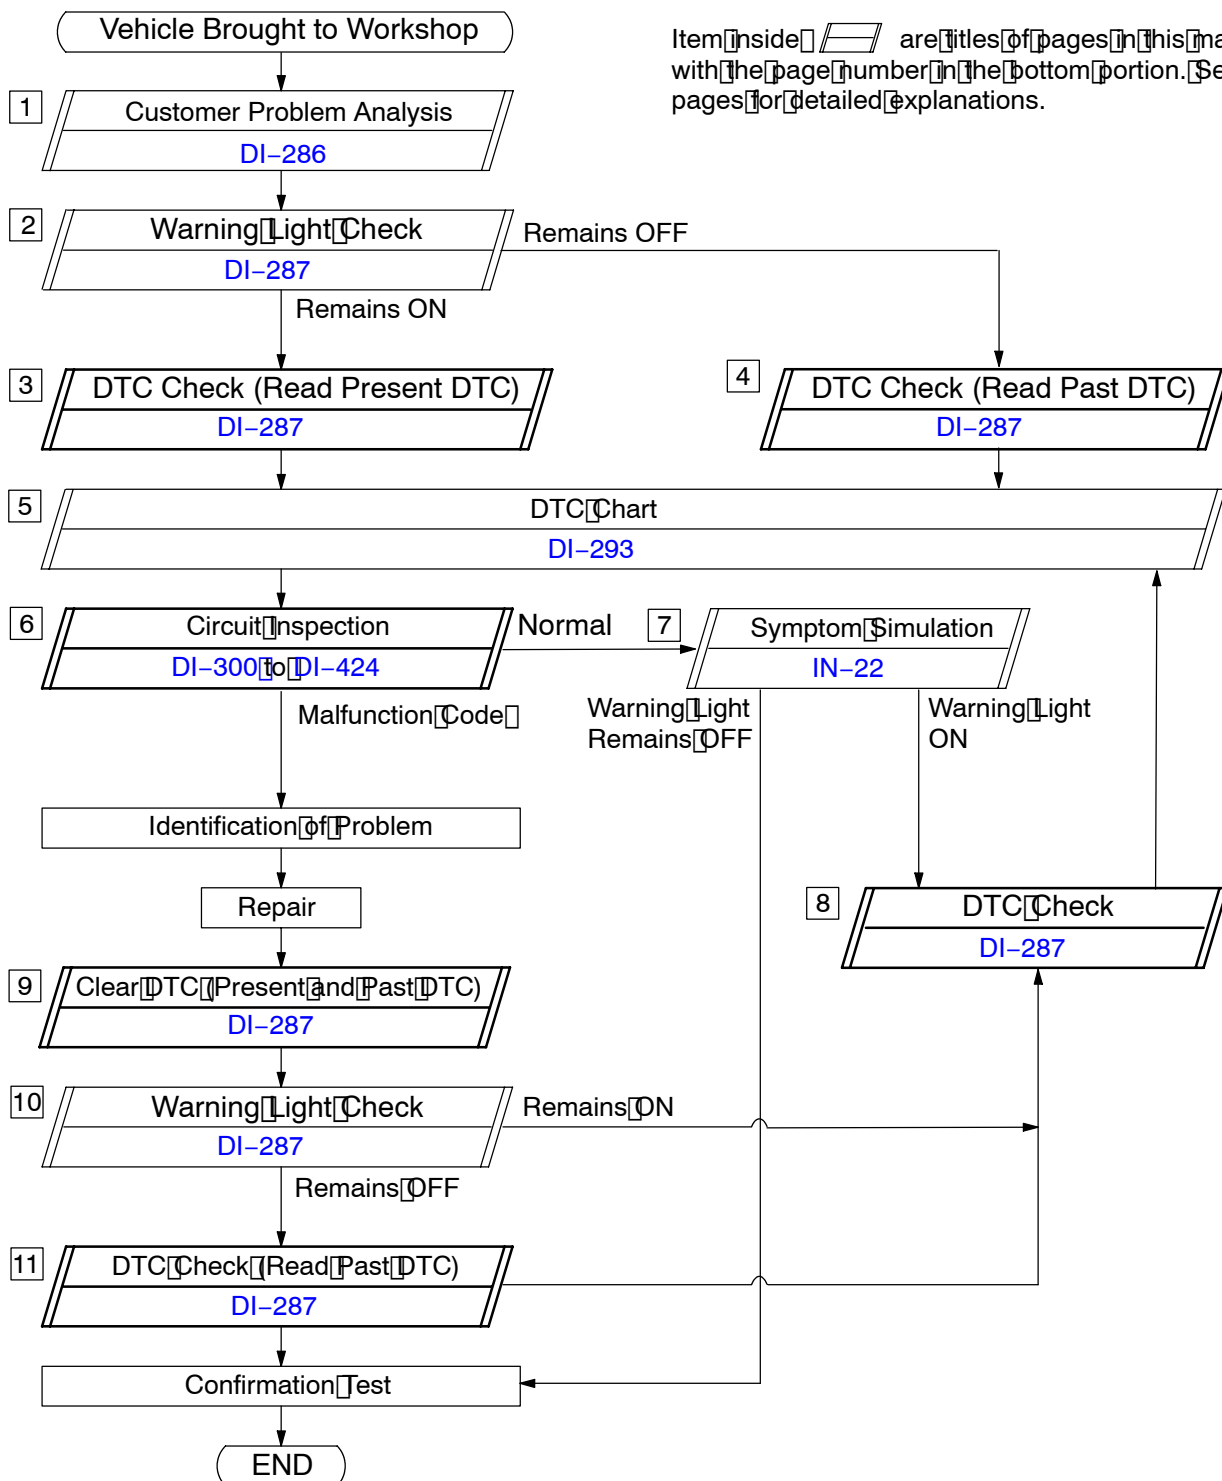 Vehicle Brought to Workshop
Item inside are titles of pages in this ma
with the page number in the bottom portion. Se
pages for detailed explanations.
1
Customer Problem Analysis
DI–286
2
Warning Light Check
DI–287
Remains OFF
Remains ON
3
DTC Check (Read Present DTC)
DI–287
4
DTC Check (Read Past DTC)
DI–287
5
DTC Chart
DI–293
6
Circuit Inspection
DI–300 to DI–424
Normal
7
Symptom Simulation
IN–22
Malfunction Code
Warning Light
Remains OFF
Warning Light
ON
Identification of Problem
Repair
8
DTC Check
DI–287
9
Clear DTC (Present and Past DTC)
DI–287
10
Warning Light Check
DI–287
Remains ON
Remains OFF
11
DTC Check (Read Past DTC)
DI–287
Confirmation Test
END